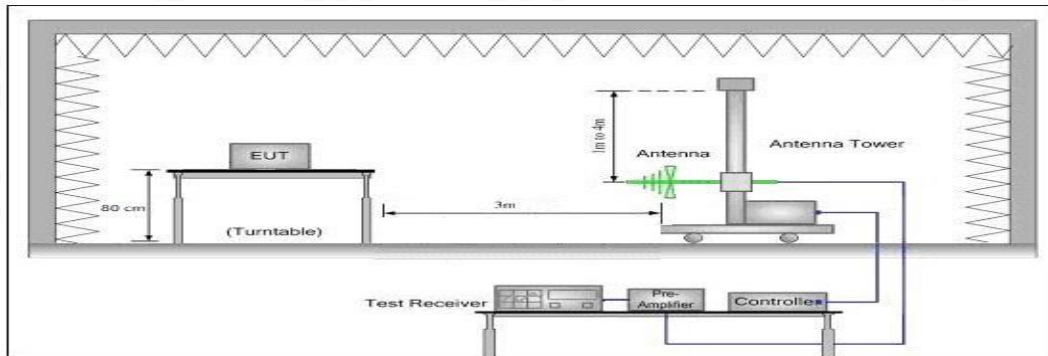 EUT
80 cm
(Turntable)
3m
1m to 4m
Antenna
Antenna Tower
Test Receiver
Pre-
Amplifier
Controller